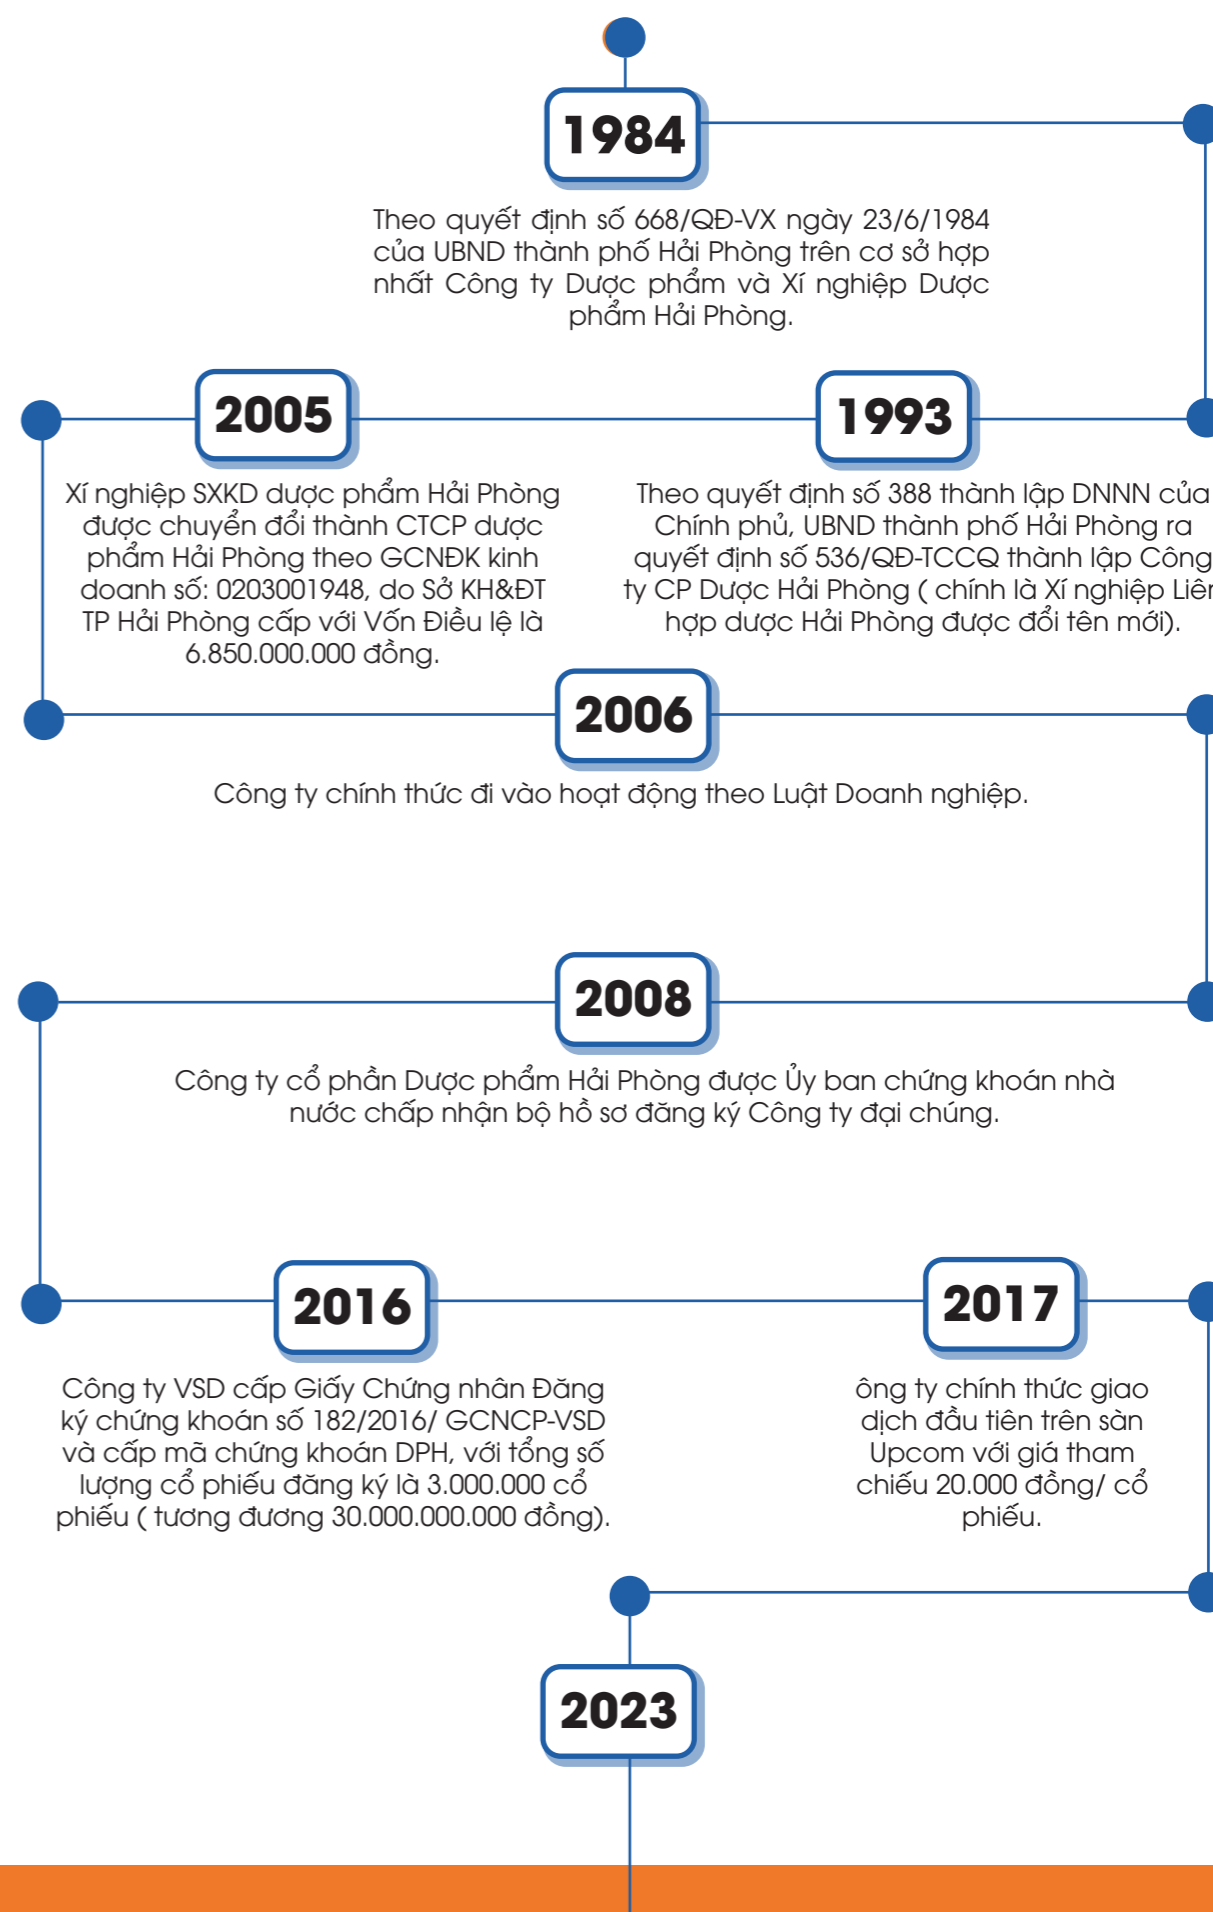 1984
Theo quyết định số 668/QĐ-VX ngày 23/6/1984
của UBND thành phố Hải Phòng trên cơ sở hợp
nhất Công ty Dược phẩm và Xí nghiệp Dược
phẩm Hải Phòng.
1993
Theo quyết định số 388 thành lập DNNN của
Chính phủ, UBND thành phố Hải Phòng ra
quyết định số 536/QĐ-TCCQ thành lập Công
ty CP Dược Hải Phòng ( chính là Xí nghiệp Liên
hợp dược Hải Phòng được đổi tên mới).
2005
Xí nghiệp SXKD dược phẩm Hải Phòng
được chuyển đổi thành CTCP dược
phẩm Hải Phòng theo GCNĐK kinh
doanh số: 0203001948, do Sở KH&ĐT
TP Hải Phòng cấp với Vốn Điều lệ là
6.850.000.000 đồng.
2006
Công ty chính thức đi vào hoạt động theo Luật Doanh nghiệp.
2008
Công ty cổ phần Dược phẩm Hải Phòng được Ủy ban chứng khoán nhà
nước chấp nhận bộ hồ sơ đăng ký Công ty đại chúng.
2016
Công ty VSD cấp Giấy Chứng nhân Đăng
ký chứng khoán số 182/2016/ GCNCP-VSD
và cấp mã chứng khoán DPH, với tổng số
lượng cổ phiếu đăng ký là 3.000.000 cổ
phiếu ( tương đương 30.000.000.000 đồng).
2017
ông ty chính thức giao
dịch đầu tiên trên sàn
Upcom với giá tham
chiếu 20.000 đồng/ cổ
phiếu.
2023